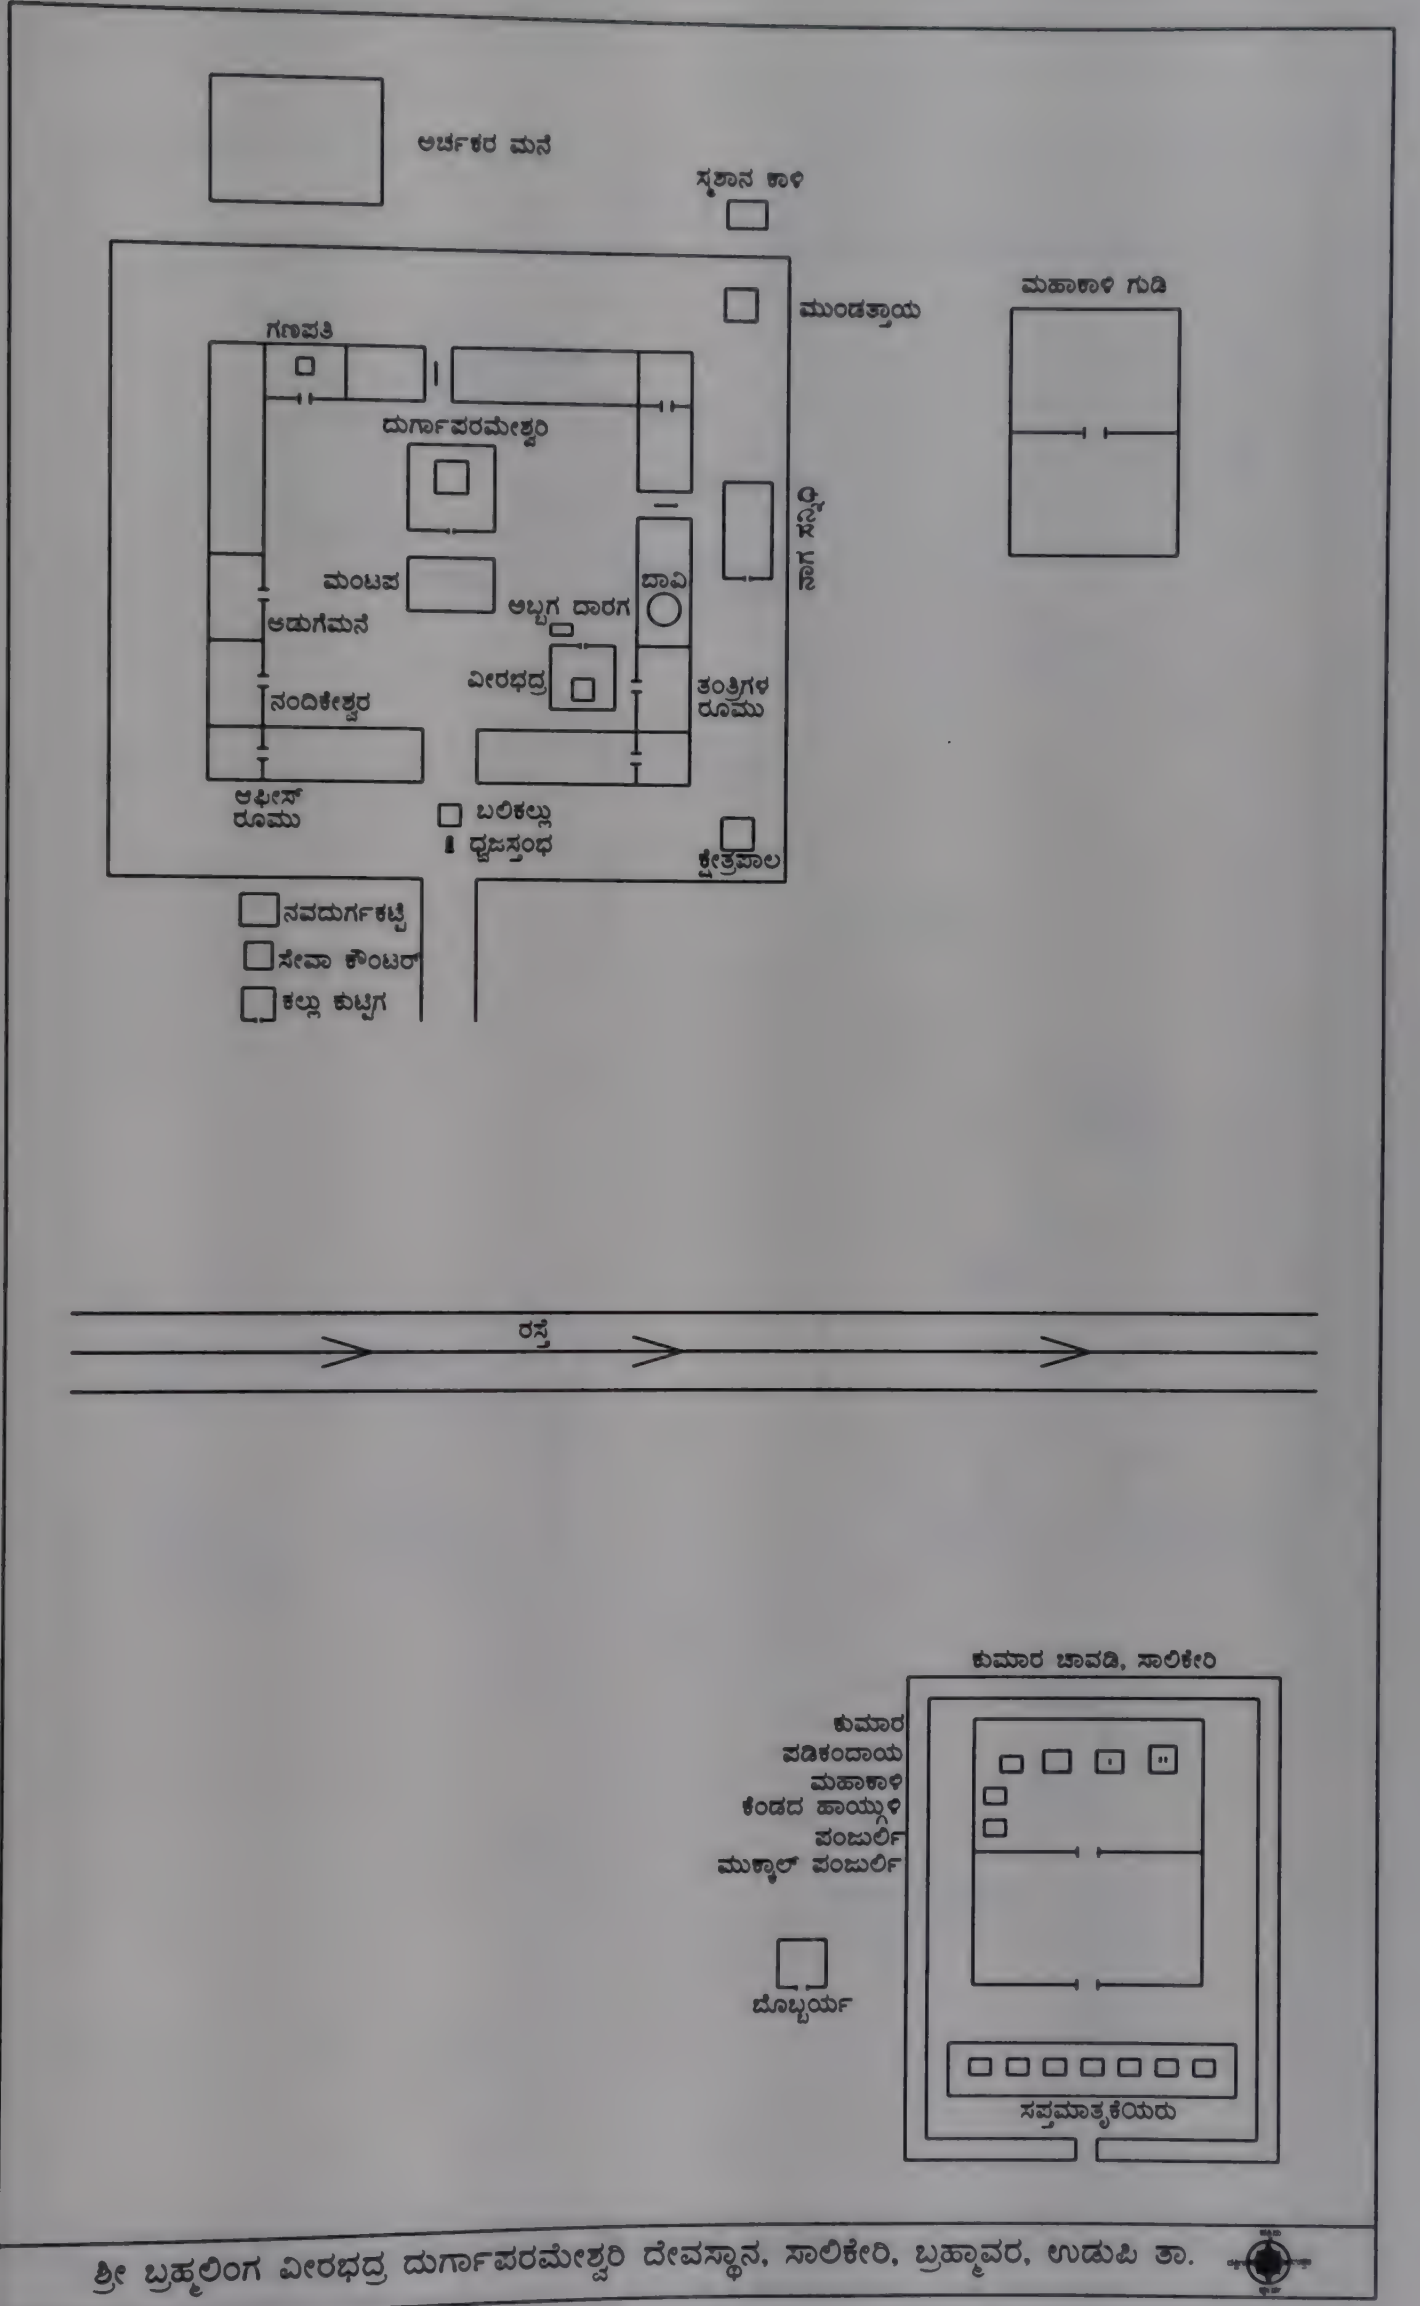 ಅರ್ಚಕರ ಮನೆ
ಸ್ಮಶಾನ ಕಾಳಿ
ಮಹಾಕಾಳಿ ಗುಡಿ
ಮುಂಡತ್ತಾಯ
ಗಣಪತಿ
ದುರ್ಗಾಪರಮೇಶ್ವರಿ
ನಾಗ ಸನ್ನಿಧಿ
ಮಂಟಪ
ಬಾವಿ
ಅಬ್ಬಗ ದಾರಗ
ಅಡುಗೆಮನೆ
ವೀರಭದ್ರ
ತಂತ್ರಿಗಳ
ರೂಮು
ನಂದಿಕೇಶ್ವರ
ಆಫೀಸ್
ರೂಮು
ಬಲಿಕಲ್ಲು
ಧ್ವಜಸ್ತಂಧ
ಕ್ಷೇತ್ರಪಾಲ
ನವದುರ್ಗಕಟ್ಟೆ
ಸೇವಾ ಕೌಂಟರ್
ಕಲ್ಲು ಕುಟ್ಟಿಗ
ರಸ್ತೆ
ಕುಮಾರ ಚಾವಡಿ, ಸಾಲಿಕೇರಿ
ಕುಮಾರ
ಪಡಿಕಂದಾಯ
ಮಹಾಕಾಳಿ
ಕೆಂಡದ ಹಾಯ್ಗುಳಿ
ಪಂಜುರ್ಲಿ
ಮುಕ್ಕಾಲ್ ಪಂಜುರ್ಲಿ
ಬೊಬ್ಬರ್ಯ
ಸಪ್ತಮಾತೃಕೆಯರು
ಶ್ರೀ ಬ್ರಹ್ಮಲಿಂಗ ವೀರಭದ್ರ ದುರ್ಗಾಪರಮೇಶ್ವರಿ ದೇವಸ್ಥಾನ, ಸಾಲಿಕೇರಿ, ಬ್ರಹ್ಮಾವರ, ಉಡುಪಿ ತಾ.